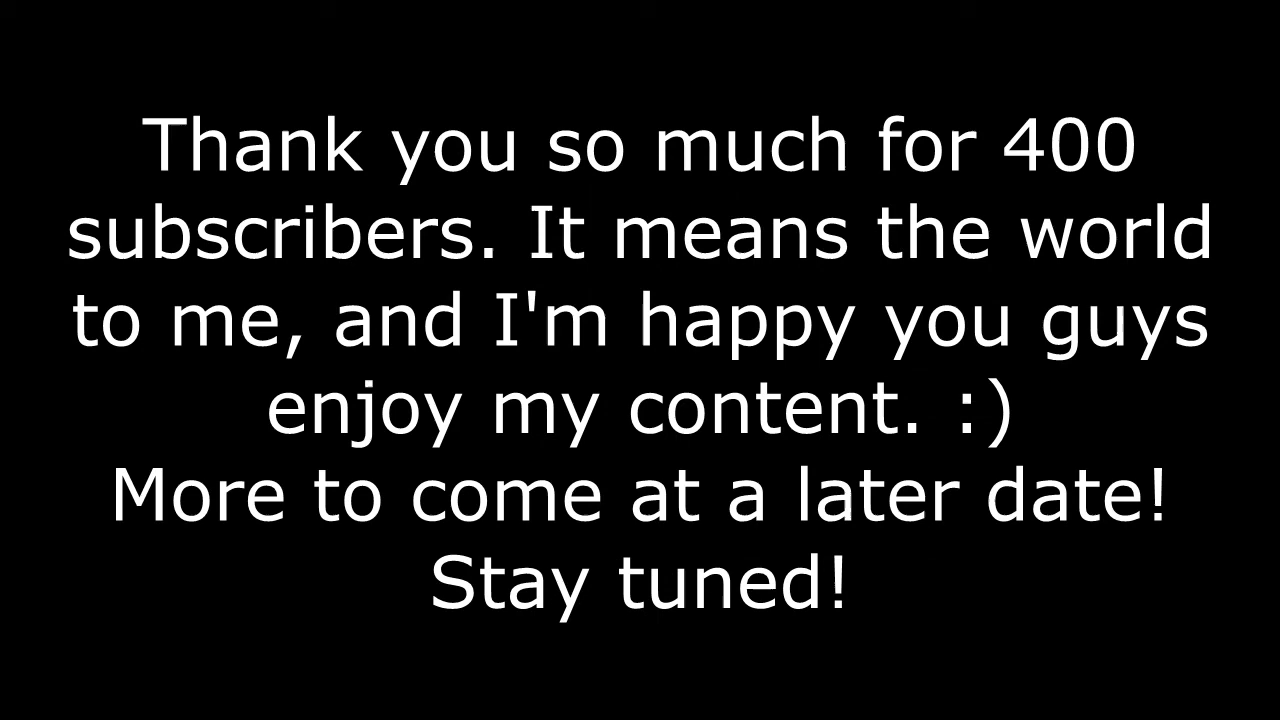 Thank you so much for 400
subscribers. It means the world
to me, and I'm happy you guys
enjoy my content. :)
More to come at a later date!
Stay tuned!